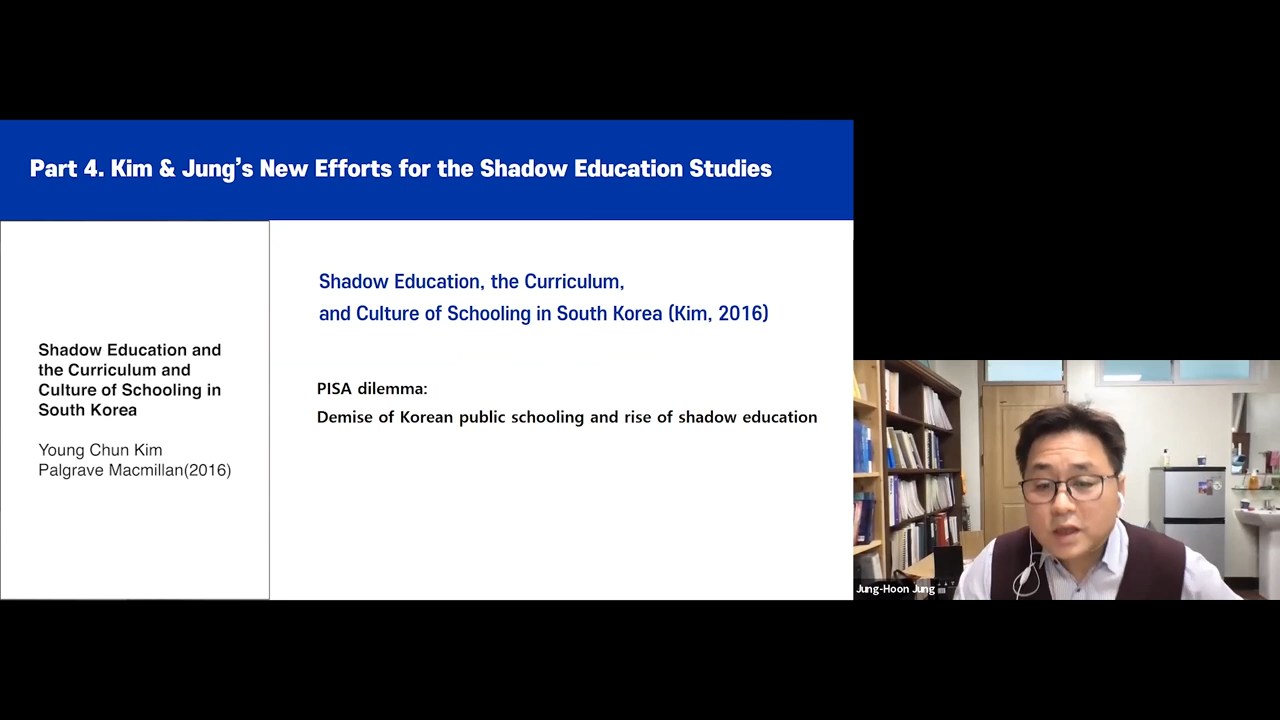 Part 4. Kim & Jung's New Efforts for the Shadow Education Studies
Shadow Education and
the Curriculum and
Culture of Schooling in
South Korea
Young Chun Kim
Palgrave Macmillan(2016)
Shadow Education, the Curriculum,
and Culture of Schooling in South Korea (Kim, 2016)
PISA dilemma:
Demise of Korean public schooling and rise of shadow education
Jung-Hoon Jung